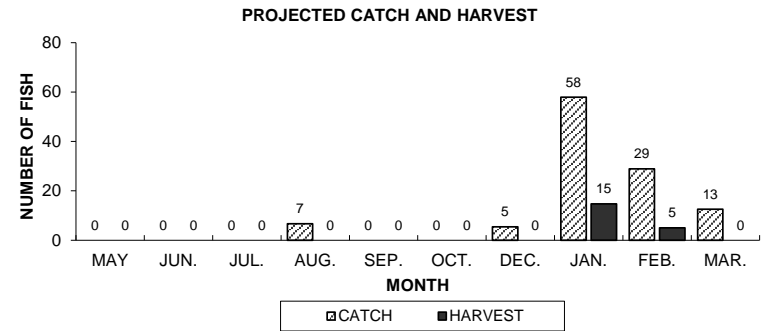 PROJECTED CATCH AND HARVEST
NUMBER OF FISH
80
60
40
20
0
0 0 0 0 0 0 7 0 0 0 0 0 5 0 58 15 29 5 13 0
MAY JUN. JUL. AUG. SEP. OCT. DEC. JAN. FEB. MAR.
MONTH
CATCH HARVEST